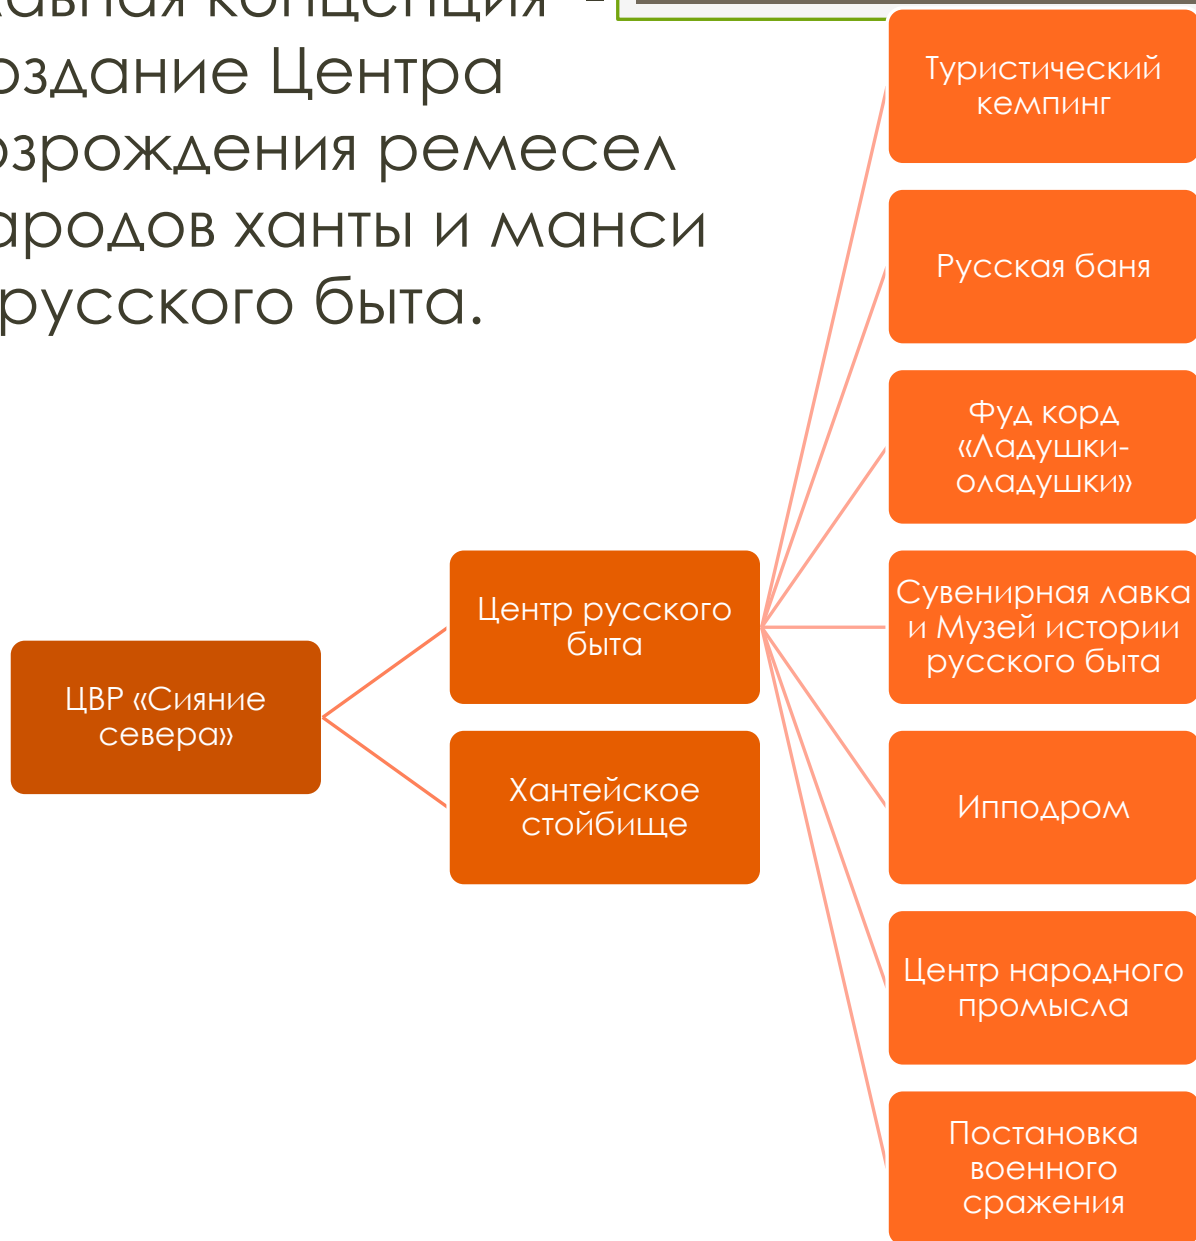 лавная концепция -
оздание Центра
озрождения ремесел
ародов ханты и манси
русского быта.
Туристический
кемпинг
Русская баня
Фуд корд
«Ладушки-
оладушки»
Центр русского
быта
Сувенирная лавка
и Музей истории
русского быта
ЦВР «Сияние
севера»
Хантейское
стойбище
Ипподром
Центр народного
промысла
Постановка
военного
сражения